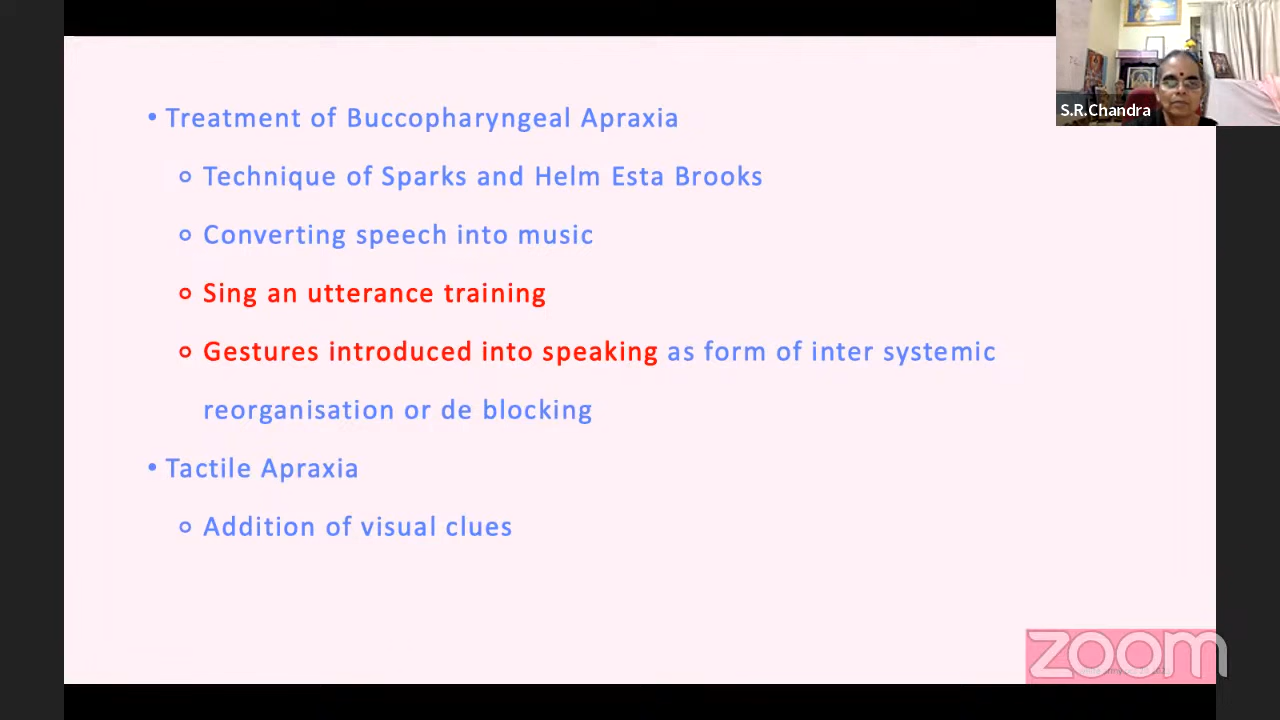 S.R.Chandra
• Treatment of Buccopharyngeal Apraxia
o Technique of Sparks and Helm Esta Brooks
o Converting speech into music
o Sing an utterance training
o Gestures introduced into speaking as form of inter systemic
reorganisation or de blocking
• Tactile Apraxia
o Addition of visual clues
zoom